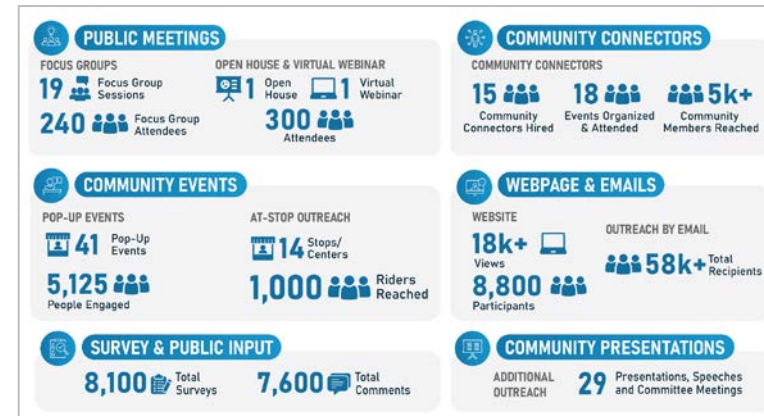 PUBLIC MEETINGS
FOCUS GROUPS
19 Focus Group Sessions
240 Focus Group Attendees
OPEN HOUSE & VIRTUAL WEBINAR
1 Open House
1 Virtual Webinar
300
Attendees
COMMUNITY CONNECTORS
COMMUNITY CONNECTORS
15
Community
Connectors Hired
18
Events Organized
& Attended
5k+
Community
Members Reached
COMMUNITY EVENTS
POP-UP EVENTS
41 Pop-Up Events
5,125
People Engaged
AT-STOP OUTREACH
14 Stops/ Centers
1,000 Riders Reached
WEBPAGE & EMAILS
WEBSITE
18k+
Views
8,800
Participants
OUTREACH BY EMAIL
58k+ Total Recipients
SURVEY & PUBLIC INPUT
8,100 Total Surveys
7,600 Total Comments
COMMUNITY PRESENTATIONS
ADDITIONAL
OUTREACH
29 Presentations, Speeches
and Committee Meetings